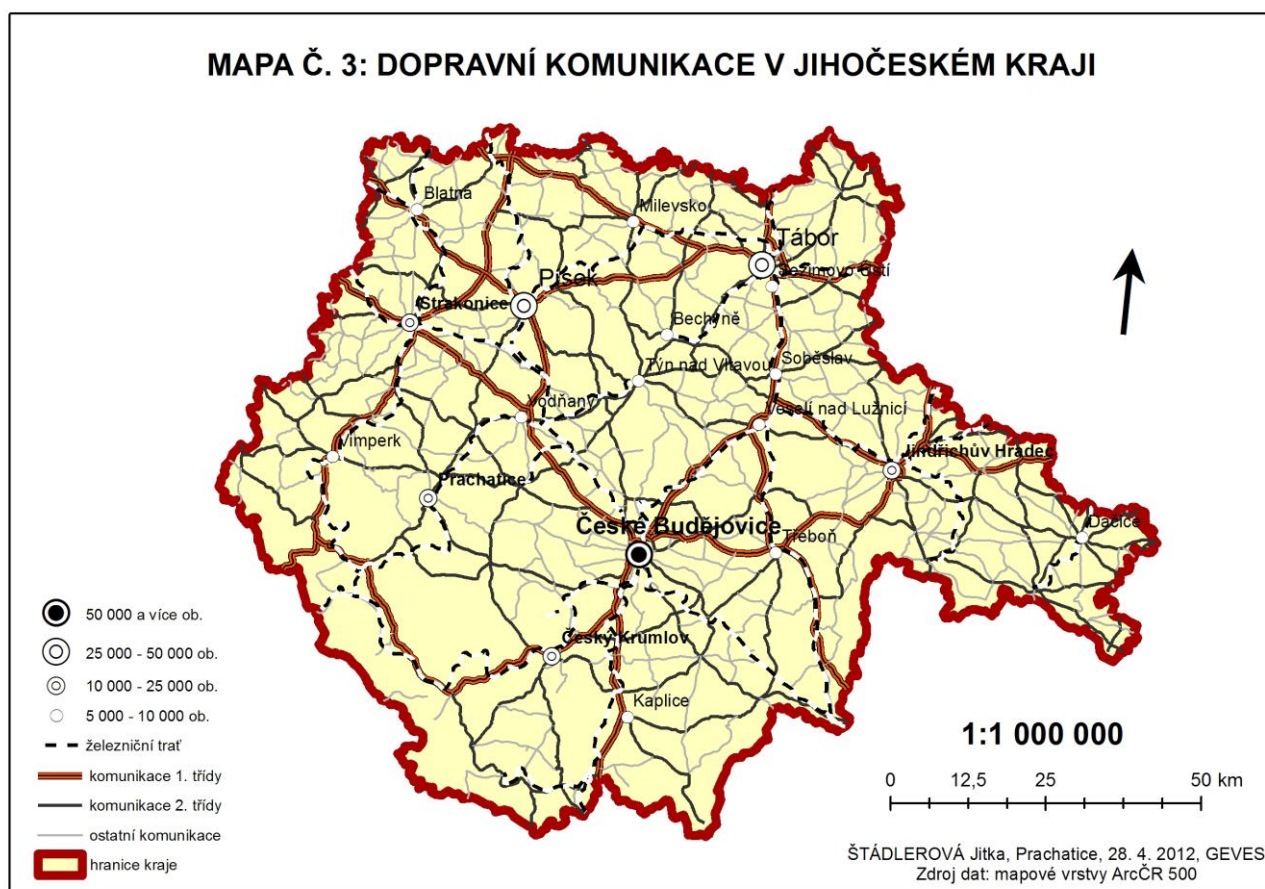 MAPA Č. 3: DOPRAVNÍ KOMUNIKACE V JIHOČESKÉM KRAJI
Blatná
Milevsko
Tábor
Sezimovo Ústí
Písek
Strakonice
Bechyně
Týn nad Vltavou
Soběslav
Vodňany
Veselí nad Lužnicí
Vimperk
Jindřichův Hradec
Prachatice
České Budějovice
Třeboň
Dačice
Český Krumlov
Kaplice
50 000 a více ob.
25 000 - 50 000 ob.
10 000 - 25 000 ob.
5 000 - 10 000 ob.
železniční trať
komunikace 1. třídy
komunikace 2. třídy
ostatní komunikace
hranice kraje
1:1 000 000
0 12,5 25 50 km
ŠTÁDLEROVÁ Jitka, Prachatice, 28. 4. 2012, GEVES
Zdroj dat: mapové vrstvy ArcČR 500